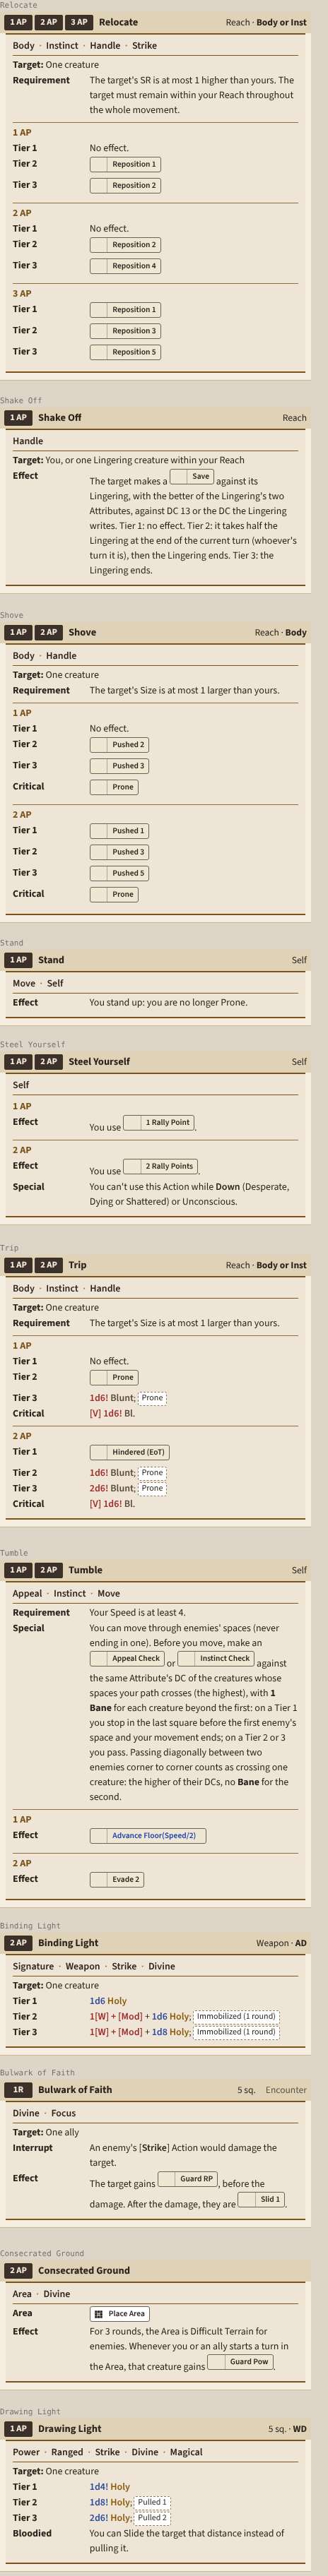 Relocate
1 AP 2 AP 3 AP Relocate Reach · Body or Inst
Body · Instinct · Handle · Strike
Target: One creature
Requirement The target's SR is at most 1 higher than yours. The
target must remain within your Reach throughout
the whole movement.
1 AP
Tier 1 No effect.
Tier 2 Reposition 1
Tier 3 Reposition 2
2 AP
Tier 1 No effect.
Tier 2 Reposition 2
Tier 3 Reposition 4
3 AP
Tier 1 Reposition 1
Tier 2 Reposition 3
Tier 3 Reposition 5
Shake Off
1 AP Shake Off Reach
Handle
Target: You, or one Lingering creature within your Reach
Effect The target makes a Save against its
Lingering, with the better of the Lingering's two
Attributes, against DC 13 or the DC the Lingering
writes. Tier 1: no effect. Tier 2: it takes half the
Lingering at the end of the current turn (whoever's
turn it is), then the Lingering ends. Tier 3: the
Lingering ends.
Shove
1 AP 2 AP Shove Reach · Body
Body · Handle
Target: One creature
Requirement The target's Size is at most 1 larger than yours.
1 AP
Tier 1 No effect.
Tier 2 Pushed 2
Tier 3 Pushed 3
Critical Prone
2 AP
Tier 1 Pushed 1
Tier 2 Pushed 3
Tier 3 Pushed 5
Critical Prone
Stand
1 AP Stand Self
Move · Self
Effect You stand up: you are no longer Prone.
Steel Yourself
1 AP 2 AP Steel Yourself Self
Self
1 AP
Effect You use 1 Rally Point.
2 AP
Effect You use 2 Rally Points.
Special You can't use this Action while Down (Desperate,
Dying or Shattered) or Unconscious.
Trip
1 AP 2 AP Trip Reach · Body or Inst
Body · Instinct · Handle
Target: One creature
Requirement The target's Size is at most 1 larger than yours.
1 AP
Tier 1 No effect.
Tier 2 Prone
Tier 3 1d6! Blunt; Prone
Critical [V] 1d6! Bl.
2 AP
Tier 1 Hindered (EoT)
Tier 2 1d6! Blunt; Prone
Tier 3 2d6! Blunt; Prone
Critical [V] 1d6! Bl.
Tumble
1 AP 2 AP Tumble Self
Appeal · Instinct · Move
Requirement Your Speed is at least 4.
Special You can move through enemies' spaces (never
ending in one). Before you move, make an
Appeal Check or Instinct Check against
the same Attribute's DC of the creatures whose
spaces your path crosses (the highest), with 1
Bane for each creature beyond the first: on a Tier 1
you stop in the last square before the first enemy's
space and your movement ends; on a Tier 2 or 3
you pass. Passing diagonally between two
enemies corner to corner counts as crossing one
creature: the higher of their DCs, no Bane for the
second.
1 AP
Effect Advance Floor(Speed/2)
2 AP
Effect Evade 2
Binding Light
2 AP Binding Light Weapon · AD
Signature · Weapon · Strike · Divine
Target: One creature
Tier 1 1d6 Holy
Tier 2 1[W] + [Mod] + 1d6 Holy; Immobilized (1 round)
Tier 3 1[W] + [Mod] + 1d8 Holy; Immobilized (1 round)
Bulwark of Faith
1R Bulwark of Faith 5 sq. Encounter
Divine · Focus
Target: One ally
Interrupt An enemy's [Strike] Action would damage the
target.
Effect The target gains Guard RP, before the
damage. After the damage, they are Slid 1.
Consecrated Ground
2 AP Consecrated Ground
Area · Divine
Area Place Area
Effect For 3 rounds, the Area is Difficult Terrain for
enemies. Whenever you or an ally starts a turn in
the Area, that creature gains Guard Pow.
Drawing Light
1 AP Drawing Light 5 sq. · WD
Power · Ranged · Strike · Divine · Magical
Target: One creature
Tier 1 1d4! Holy
Tier 2 1d8! Holy; Pulled 1
Tier 3 2d6! Holy; Pulled 2
Bloodied You can Slide the target that distance instead of
pulling it.